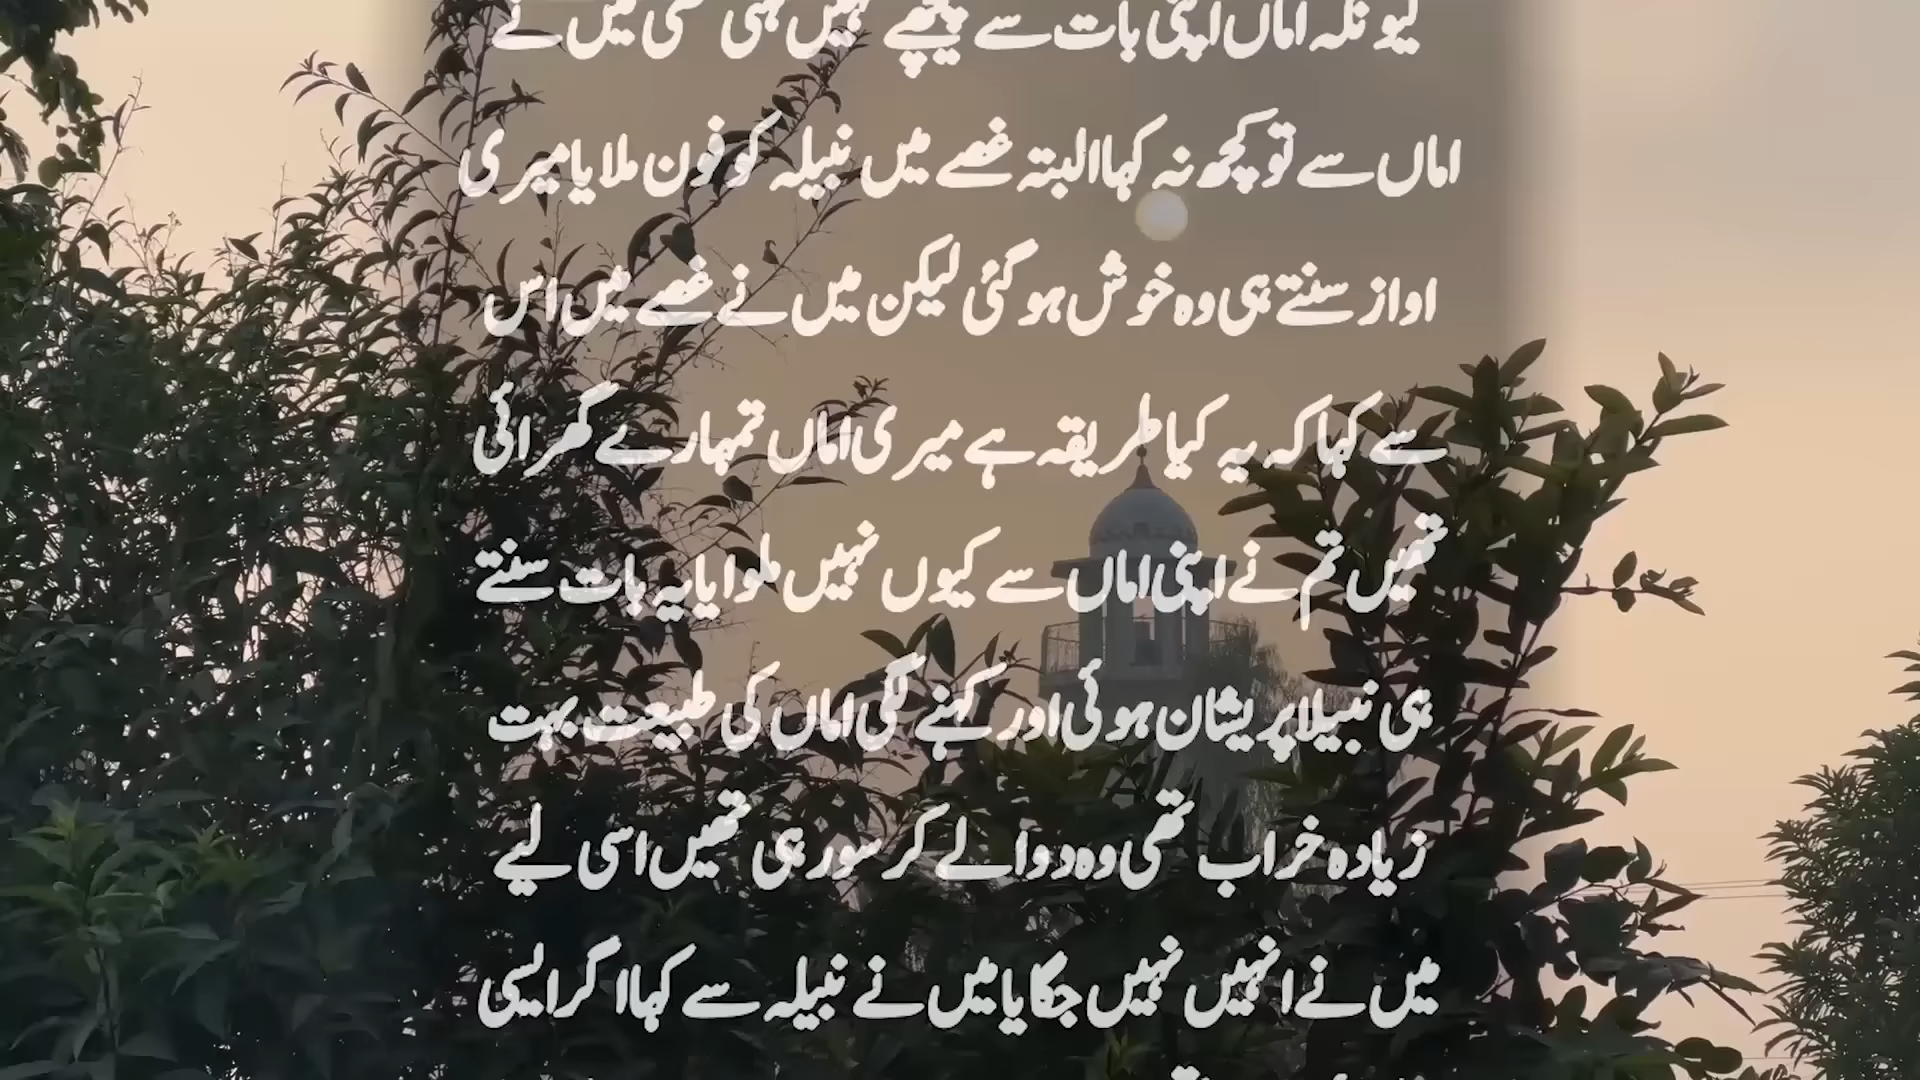 کیونکہ اماں اپنی بات سے پیچھے نہیں ہٹی تھی میں نے
اماں سے تو کچھ نہ کہا البتہ غصے میں نبیلہ کو فون ملایا میری
اواز سنتے ہی وہ خوش ہو گئی لیکن میں نے غصے میں اس
سے کہا کہ یہ کیا طریقہ ہے میری اماں تمہارے گھر ائی
تھیں تم نے اپنی اماں سے کیوں نہیں ملوایا یہ بات سنتے
ہی نبیلا پریشان ہوئی اور کہنے لگی اماں کی طبیعت بہت
زیادہ خراب تھی وہ دوا لے کر سو رہی تھیں اسی لیے
میں نے انہیں نہیں جگایا میں نے نبیلہ سے کہا اگر ایسی